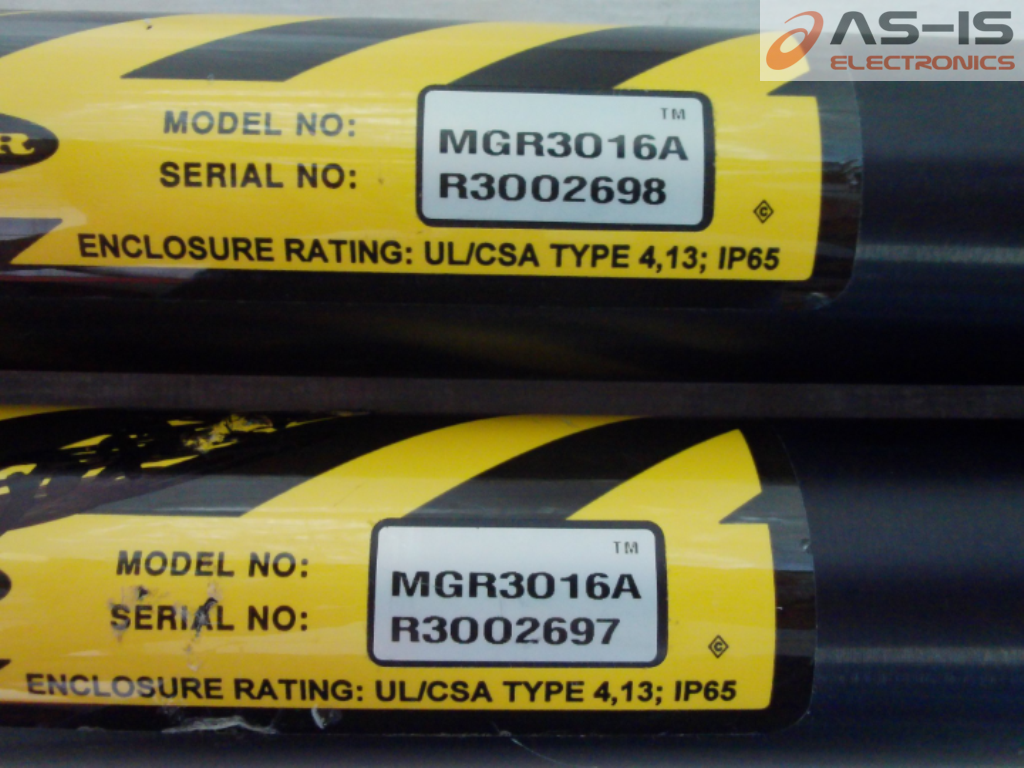 AS-IS
ELECTRONICS
MODEL NO:
TM
MGR3016A
SERIAL NO:
R3002698
©
ENCLOSURE RATING: UL/CSA TYPE 4,13; IP65
MODEL NO:
TM
MGR3016A
SERIAL NO:
R3002697
©
ENCLOSURE RATING: UL/CSA TYPE 4,13; IP65